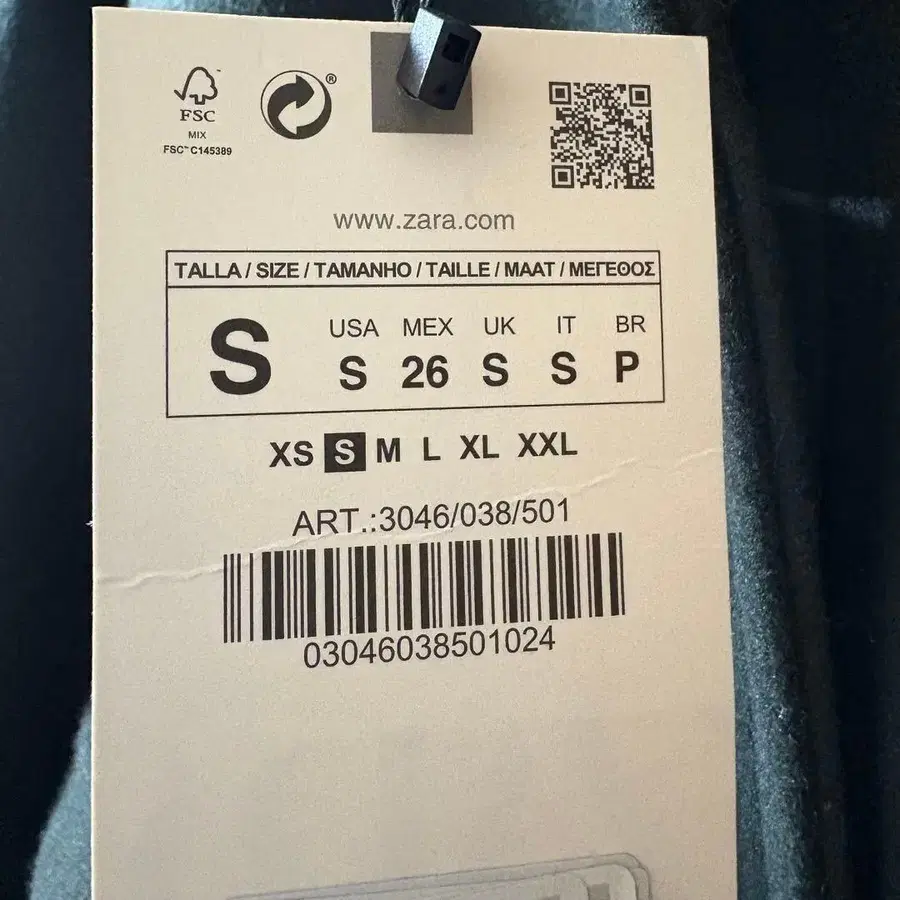 FSC
MIX
FSC™ C145389
®
www.zara.com
TALLA / SIZE / TAMANHO / TAILLE / MAAT / ΜΕΓΕΘΟΣ
USA MEX UK IT BR
S S 26 S S P
XS S M L XL XXL
ART.:3046/038/501
03046038501024